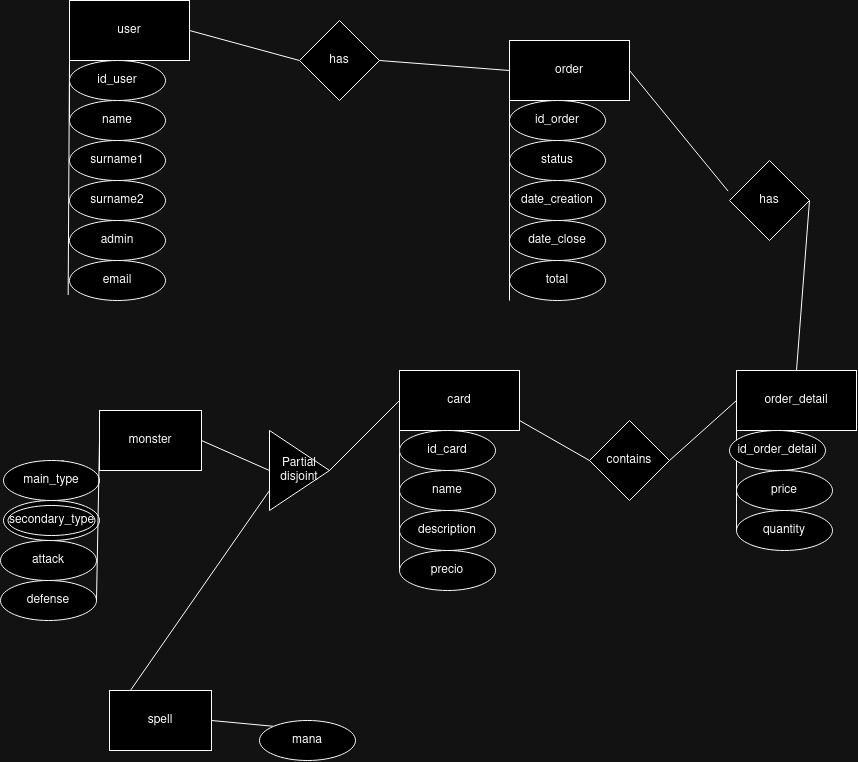 user
id_user
name
surname1
surname2
admin
email
has
order
id_order
status
date_creation
date_close
total
has
order_detail
id_order_detail
price
quantity
contains
card
id_card
name
description
precio
Partial
disjoint
monster
main_type
secondary_type
attack
defense
spell
mana